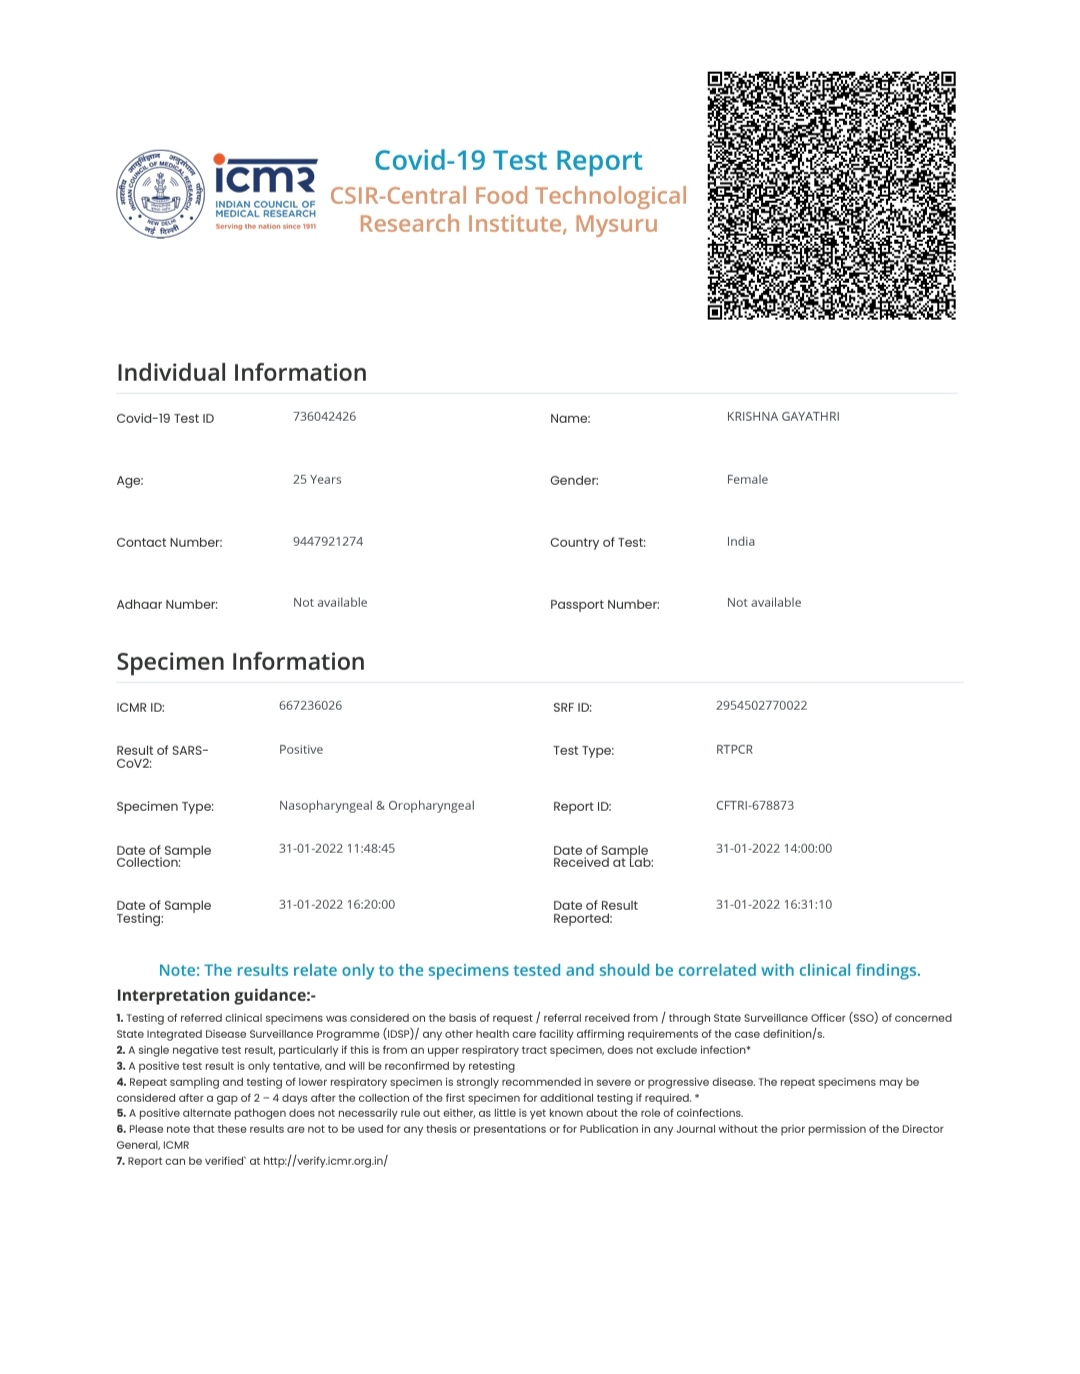 icmr
INDIAN COUNCIL OF
MEDICAL RESEARCH
Serving the nation since 1911
INDIAN COUNCIL OF MEDICAL RESEARCH
NEW DELHI
नई दिल्ली
Covid-19 Test Report
CSIR-Central Food Technological
Research Institute, Mysuru
Individual Information
Covid-19 Test ID 736042426 Name: KRISHNA GAYATHRI
Age: 25 Years Gender: Female
Contact Number: 9447921274 Country of Test: India
Adhaar Number: Not available Passport Number: Not available
Specimen Information
ICMR ID: 667236026 SRF ID: 2954502770022
Result of SARS-
CoV2: Positive Test Type: RTPCR
Specimen Type: Nasopharyngeal & Oropharyngeal Report ID: CFTRI-678873
Date of Sample
Collection: 31-01-2022 11:48:45 Date of Sample
Received at Lab: 31-01-2022 14:00:00
Date of Sample
Testing: 31-01-2022 16:20:00 Date of Result
Reported: 31-01-2022 16:31:10
Note: The results relate only to the specimens tested and should be correlated with clinical findings.
Interpretation guidance:-
1. Testing of referred clinical specimens was considered on the basis of request / referral received from / through State Surveillance Officer (SSO) of concerned
State Integrated Disease Surveillance Programme (IDSP)/ any other health care facility affirming requirements of the case definition/s.
2. A single negative test result, particularly if this is from an upper respiratory tract specimen, does not exclude infection*
3. A positive test result is only tentative, and will be reconfirmed by retesting
4. Repeat sampling and testing of lower respiratory specimen is strongly recommended in severe or progressive disease. The repeat specimens may be
considered after a gap of 2 – 4 days after the collection of the first specimen for additional testing if required. *
5. A positive alternate pathogen does not necessarily rule out either, as little is yet known about the role of coinfections.
6. Please note that these results are not to be used for any thesis or presentations or for Publication in any Journal without the prior permission of the Director
General, ICMR
7. Report can be verified` at http://verify.icmr.org.in/